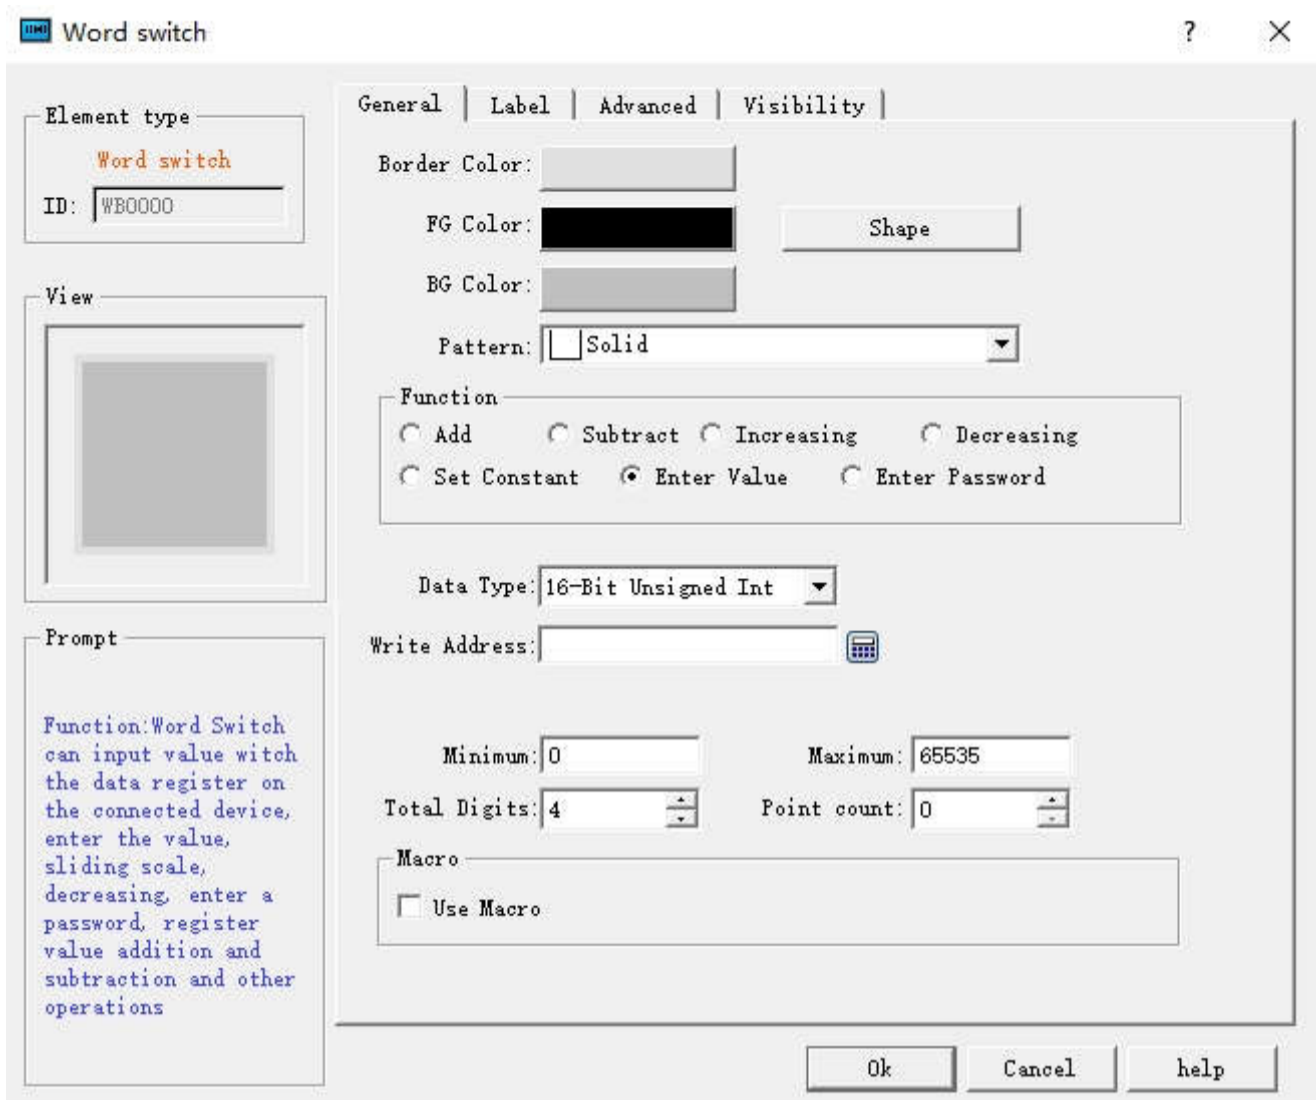 Word switch
?
Element type
Word switch
ID: WB0000
View
Prompt
Function:Word Switch
can input value witch
the data register on
the connected device,
enter the value,
sliding scale,
decreasing, enter a
password, register
value addition and
subtraction and other
operations
General Label Advanced Visibility
Border Color:
FG Color:
Shape
BG Color:
Pattern: Solid
Function
Add Subtract Increasing Decreasing
Set Constant Enter Value Enter Password
Data Type: 16-Bit Unsigned Int
Write Address:
Minimum: 0 Maximum: 65535
Total Digits: 4 Point count: 0
Macro
Use Macro
Ok Cancel help